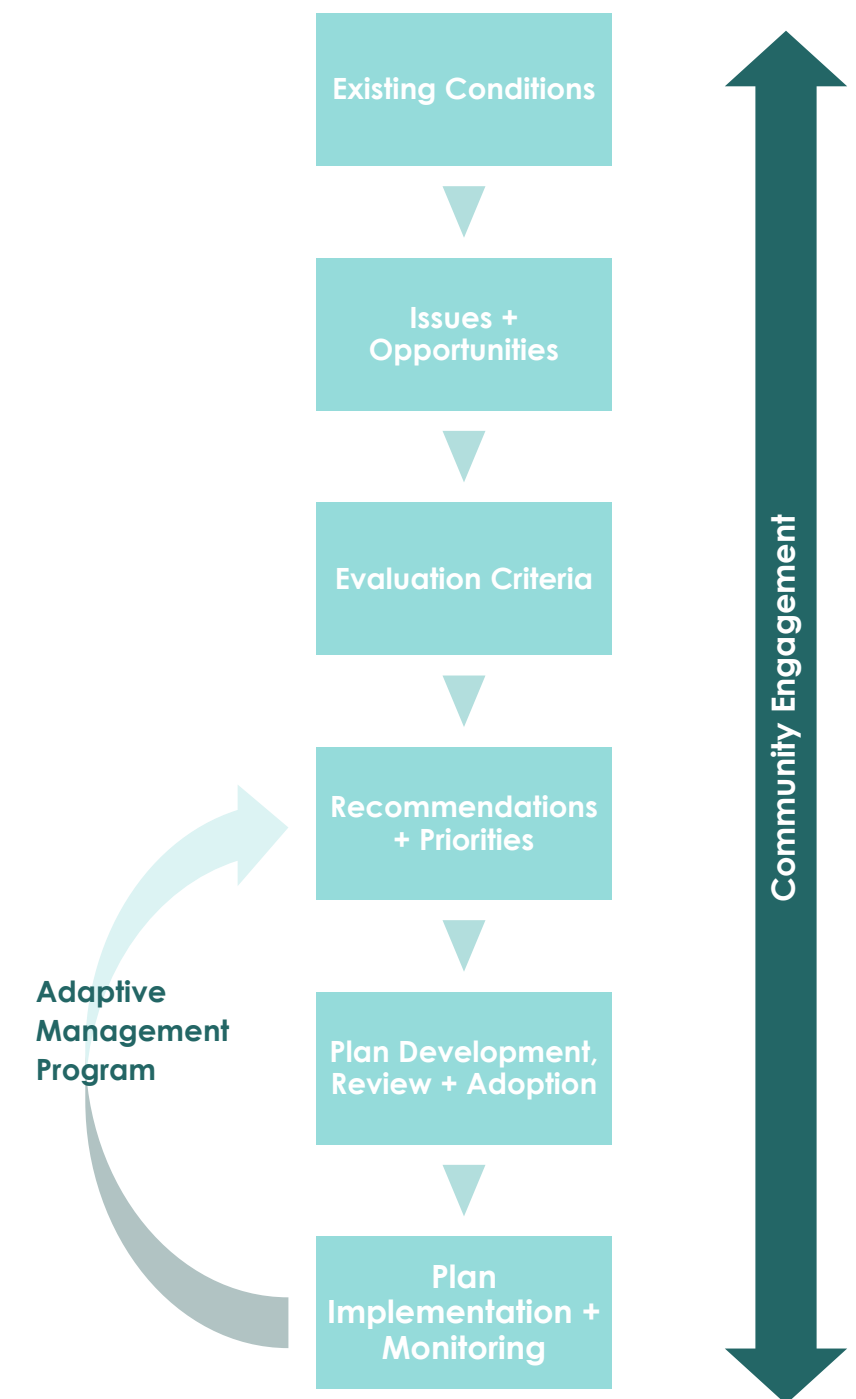 Existing Conditions
Issues +
Opportunities
Evaluation Criteria
Recommendations
+ Priorities
Adaptive
Management
Program
Plan Development,
Review + Adoption
Plan
Implementation +
Monitoring
Community Engagement